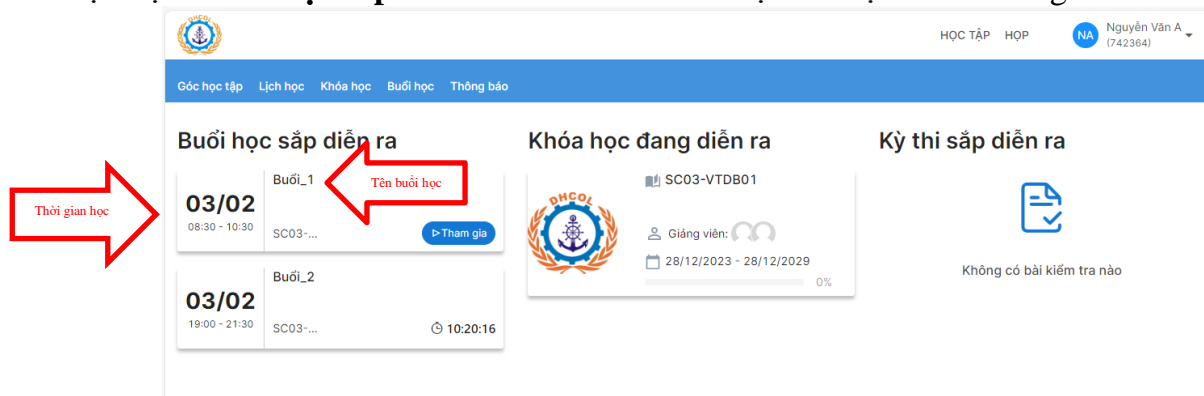 DHCOL
HỌC TẬP HỌP
NA
Nguyễn Văn A
(742364)
Góc học tập Lịch học Khóa học Buổi học Thông báo
Buổi học sắp diễn ra
Thời gian học
03/02
08:30 - 10:30
Buổi_1
Tên buổi học
SC03-...
Tham gia
03/02
19:00 - 21:30
Buổi_2
SC03-...
10:20:16
Khóa học đang diễn ra
DHCOL
SC03-VTDB01
Giảng viên:
28/12/2023 - 28/12/2029
0%
Kỳ thi sắp diễn ra
Không có bài kiểm tra nào